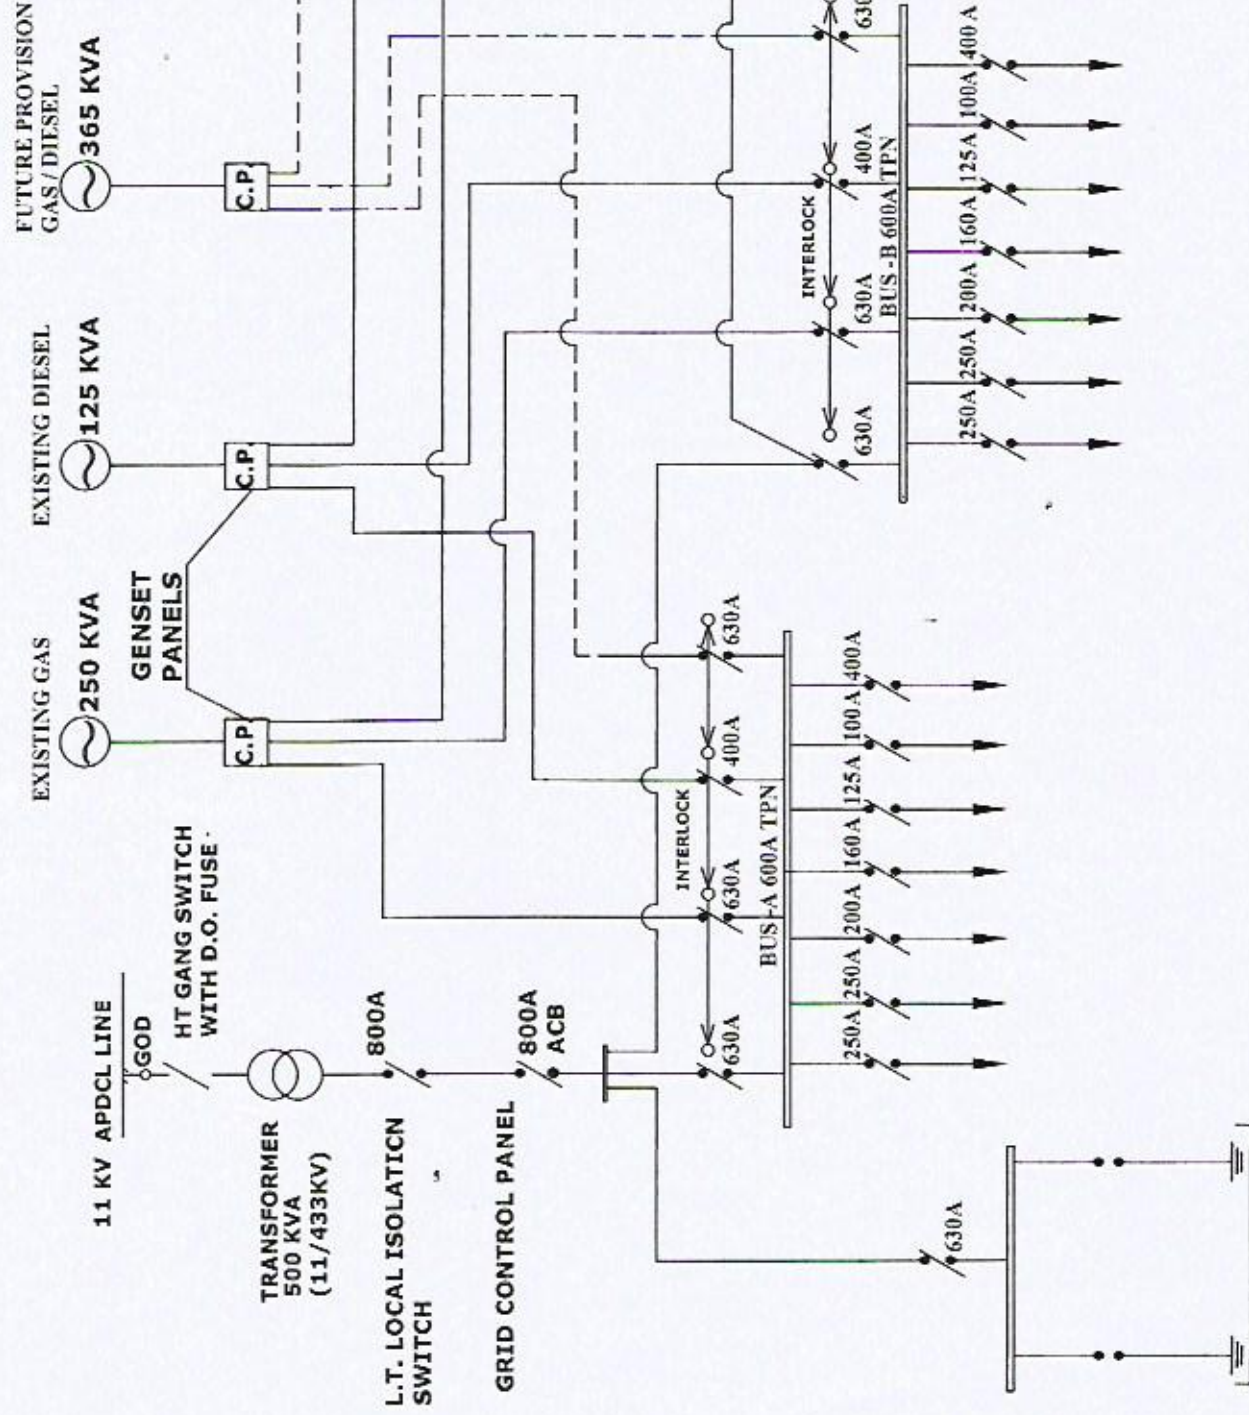 11 KV APDCL LINE
GOD
HT GANG SWITCH
WITH D.O. FUSE
TRANSFORMER
500 KVA
(11/433KV)
L.T. LOCAL ISOLATION
SWITCH
800A
GRID CONTROL PANEL
800A
ACB
EXISTING GAS
250 KVA
C.P.
GENSET
PANELS
EXISTING DIESEL
125 KVA
C.P.
FUTURE PROVISION
GAS / DIESEL
365 KVA
C.P.
INTERLOCK
630A
630A
400A
630A
BUS-A 600A TPN
250A
250A
200A
160A
125A
100A
400A
INTERLOCK
630A
630A
400A
630
BUS -B 600A TPN
250A
250A
200A
160A
125A
100A
400A
630A